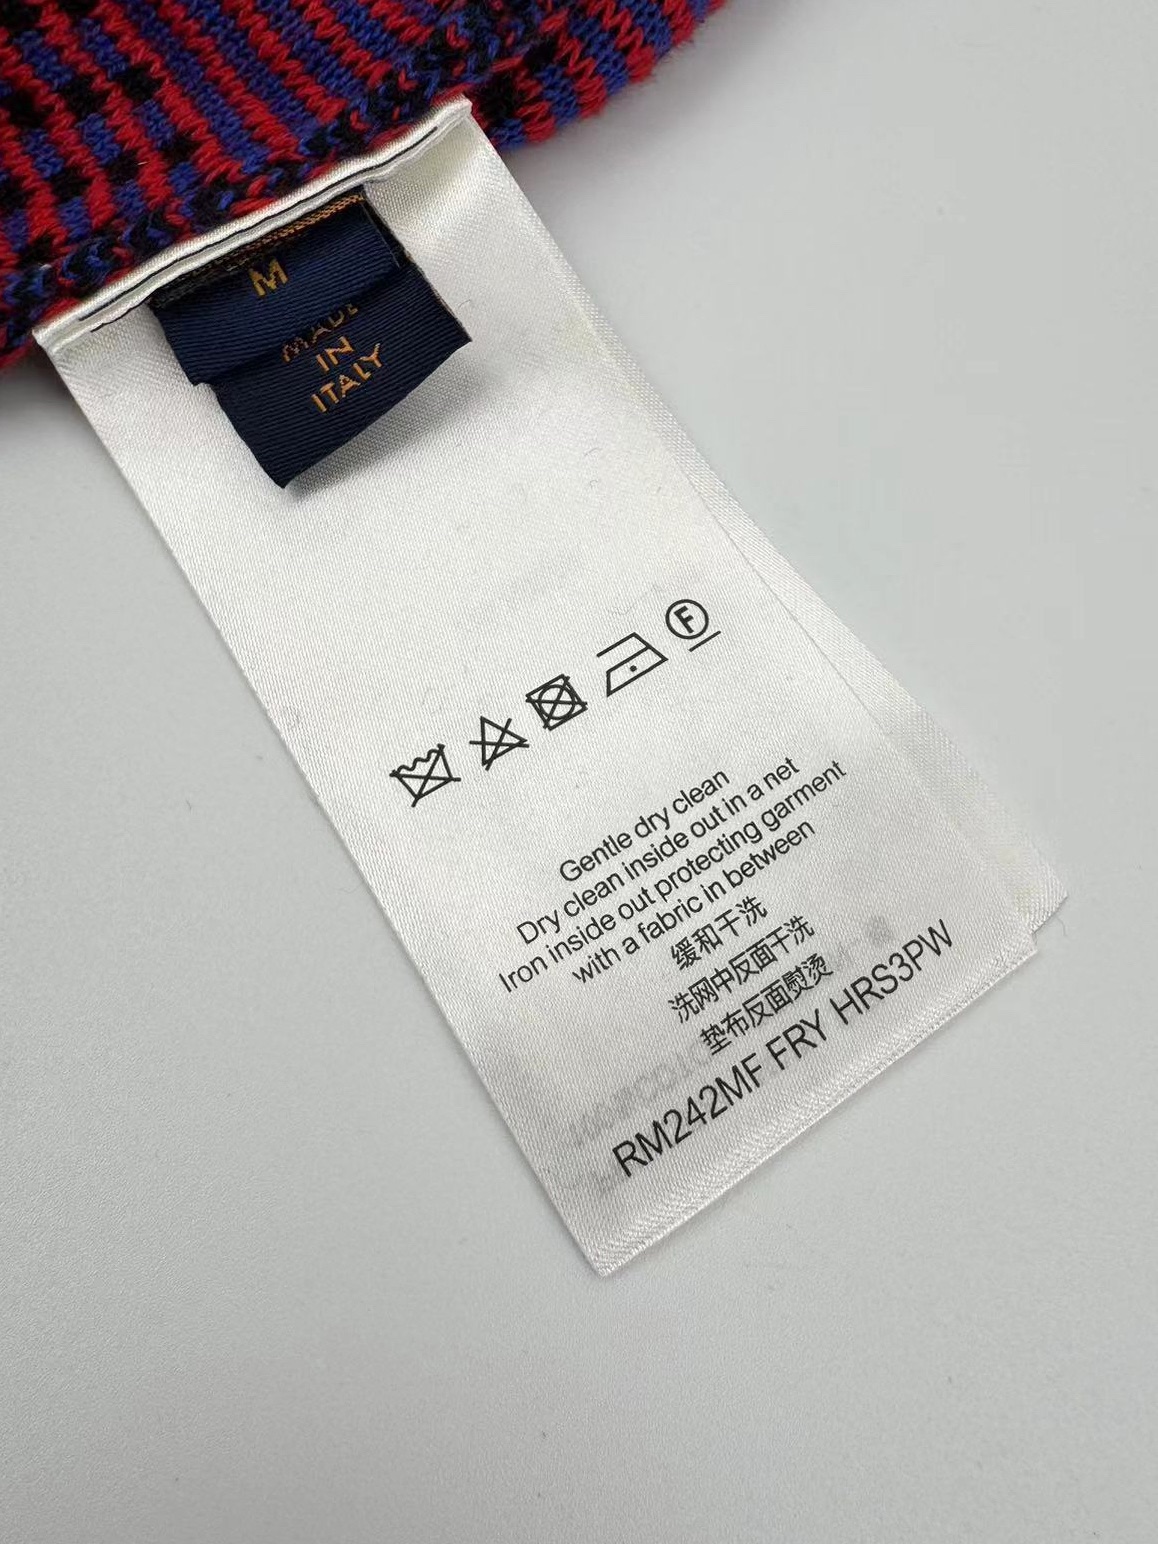 M
MADE
IN
ITALY
F
Gentle dry clean
Dry clean inside out in a net
Iron inside out protecting garment
with a fabric in between
缓和干洗
洗网中反面干洗
垫布反面熨烫
RM242MF FRY HRS3PW